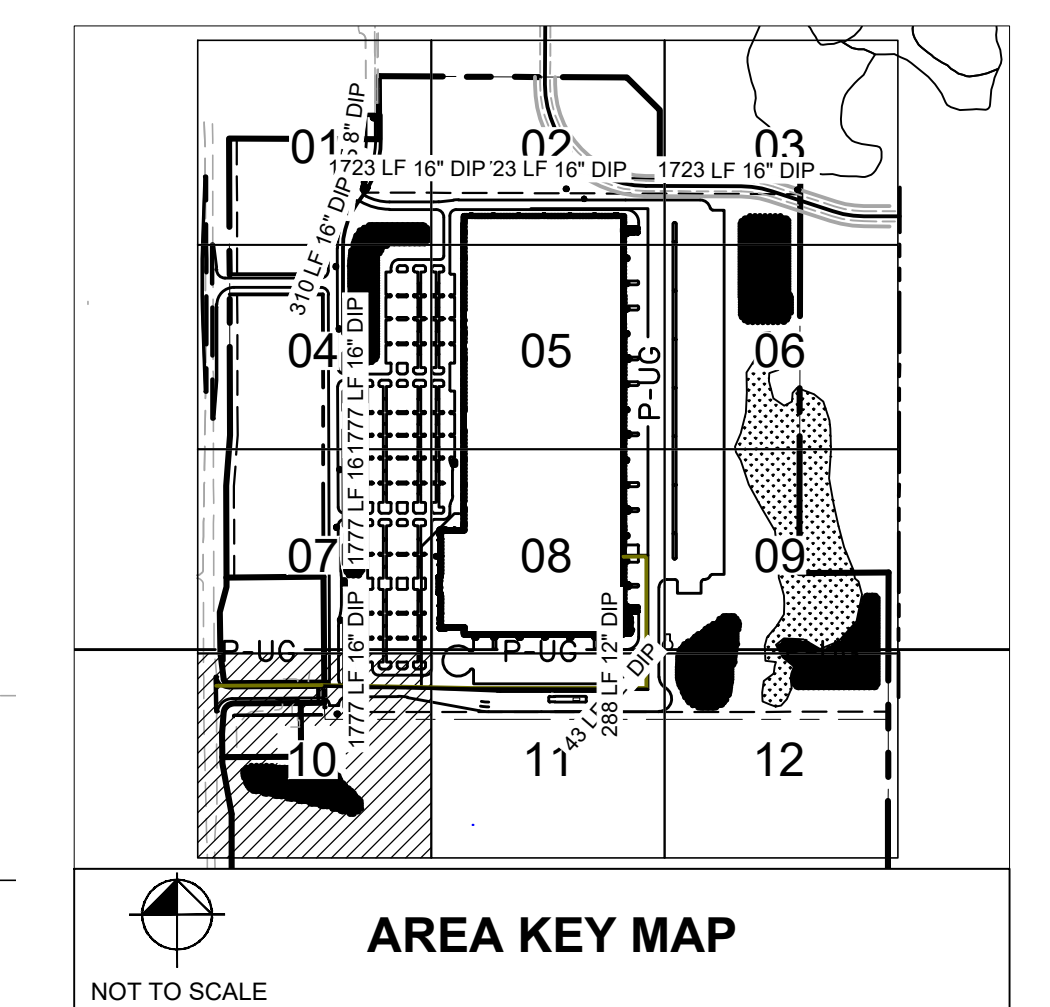 01
02
03
8" DIP
1723 LF 16" DIP
'23 LF 16" DIP
1723 LF 16" DIP
310 LF 16" DIP
04
05
06
P-UG
1777 LF 16" DIP
1777 LF 16
07
08
09
P-UG
P-UG
1777 LF 16" DIP
288 LF 12" DIP
DIP
10
11
12
AREA KEY MAP
NOT TO SCALE